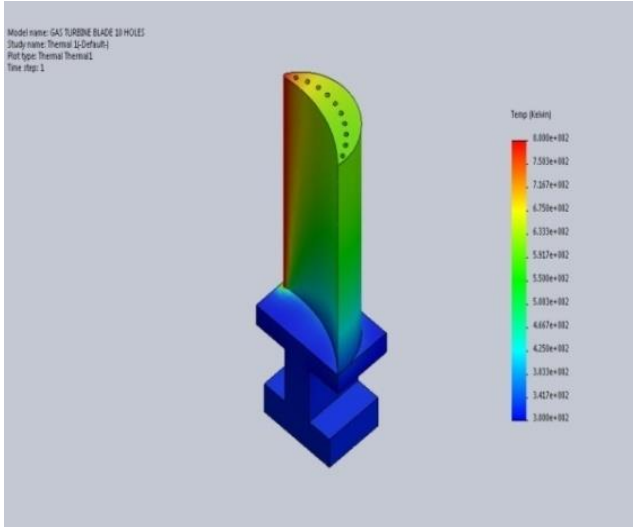 Model name: GAS TURBINE BLADE 10 HOLES
Study name: Thermal 1(-Default-)
Plot type: Thermal Thermal1
Time step: 1
Temp (Kelvin)
8.000e+002
7.583e+002
7.167e+002
6.750e+002
6.333e+002
5.917e+002
5.500e+002
5.083e+002
4.667e+002
4.250e+002
3.833e+002
3.417e+002
3.000e+002